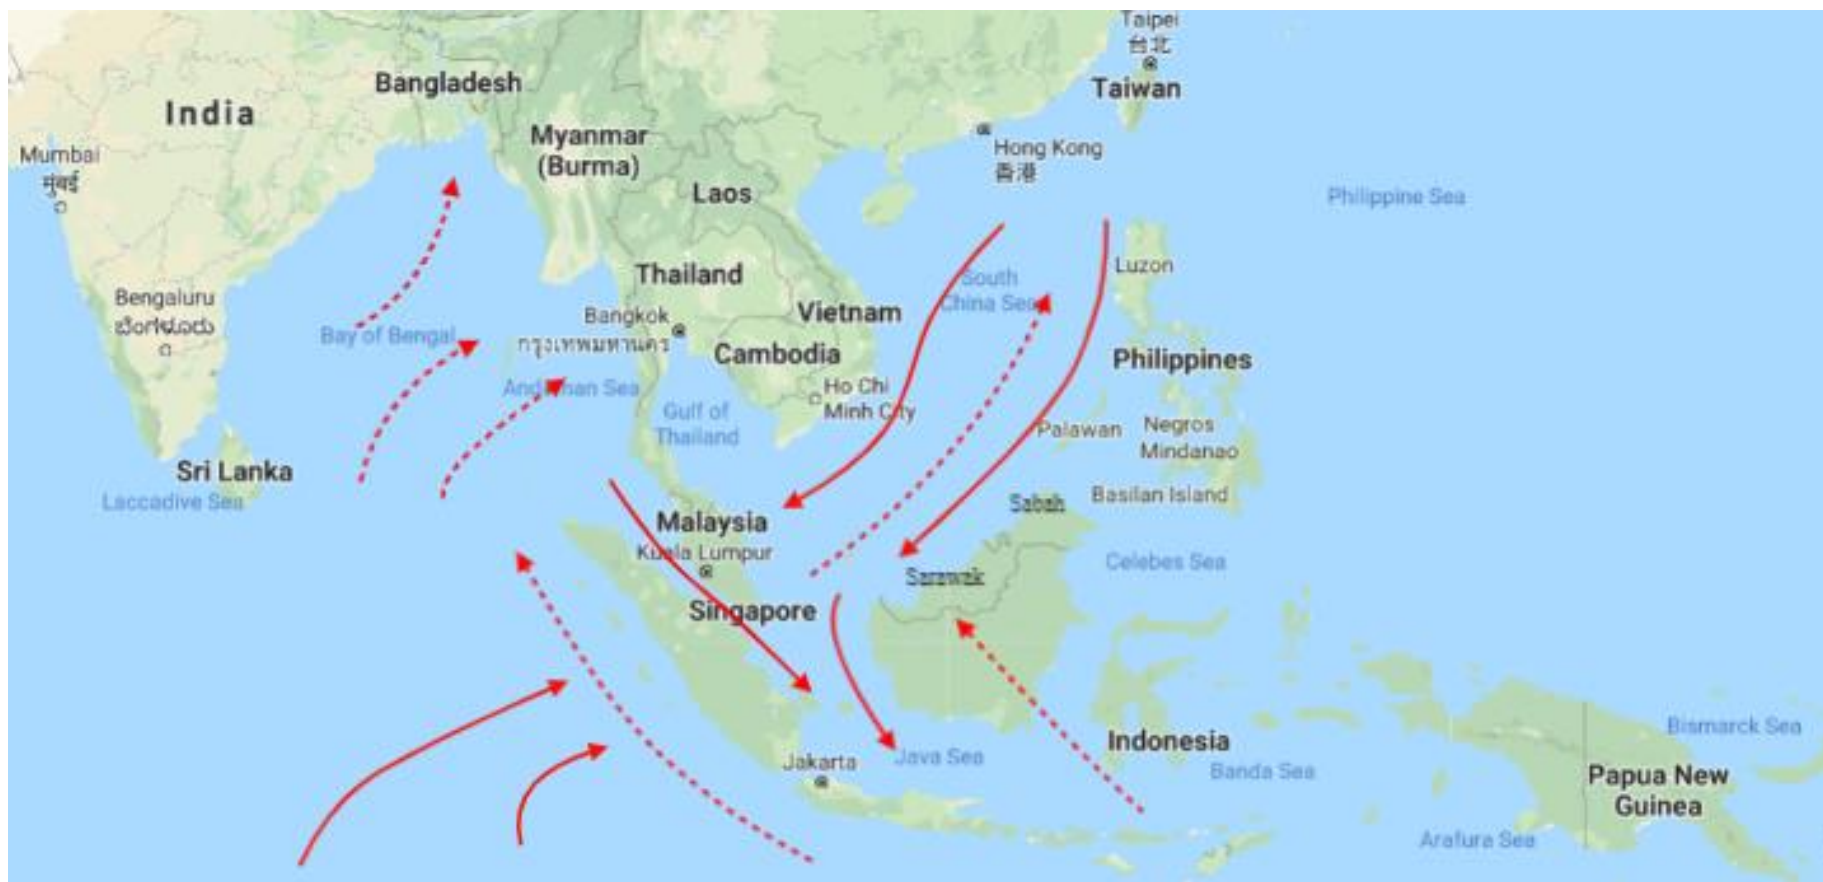 Taipei
台北
Taiwan
Bangladesh
India
Myanmar
(Burma)
Hong Kong
香港
Mumbai
मुंबई
Laos
Philippine Sea
Luzon
Thailand
South
China Sea
Bengaluru
ಬೆಂಗಳೂರು
Bangkok
กรุงเทพมหานคร
Vietnam
Bay of Bengal
Cambodia
Philippines
Andaman Sea
Ho Chi
Minh City
Gulf of
Thailand
Palawan
Negros
Mindanao
Sri Lanka
Laccadive Sea
Basilan Island
Sabah
Malaysia
Kuala Lumpur
Celebes Sea
Sarawak
Singapore
Indonesia
Java Sea
Jakarta
Banda Sea
Bismarck Sea
Papua New
Guinea
Arafura Sea